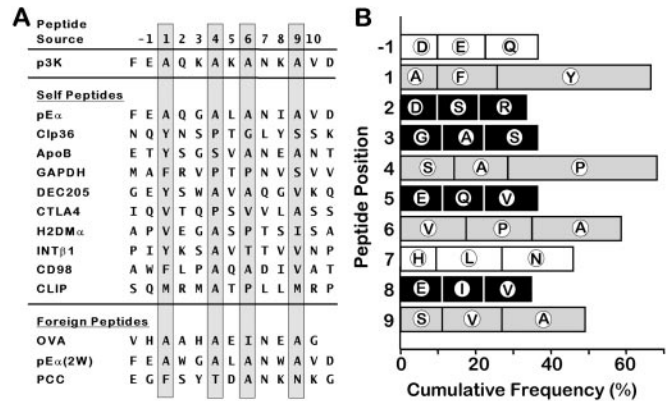 A
Peptide Source -1 1 2 3 4 5 6 7 8 9 10
p3K F E A Q K A K A N K A V D
Self Peptides
pEα F E A Q G A L A N I A V D
Clp36 N Q Y N S P T G L Y S S K
ApoB E T Y S G S V A N E A N T
GAPDH M A F R V P T P N V S V V
DEC205 G E Y S W A V A Q G V K Q
CTLA4 I Q V T Q P S V V L A S S
H2DMα A P V E G A S P T S I S A
INTβ1 P I Y K S A V T T V V N P
CD98 A W F L P A Q A D I V A T
CLIP S Q M R M A T P L L M R P
Foreign Peptides
OVA V H A A H A E I N E A G
pEα(2W) F E A W G A L A N W A V D
PCC E G F S Y T D A N K N K G
B
Peptide Position
-1 D E Q
1 A F Y
2 D S R
3 G A S
4 S A P
5 E Q V
6 V P A
7 H L N
8 E I V
9 S V A
0 20 40 60
Cumulative Frequency (%)